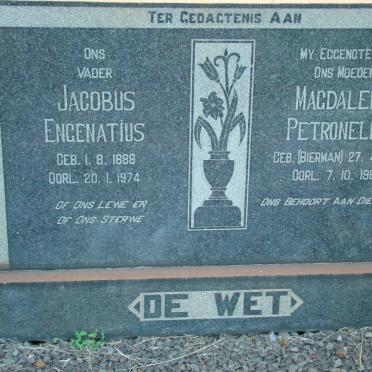 TER GEDAGTENIS AAN
ONS
VADER
JACOBUS
ENGENATIUS
GEB. 1. 8. 1888
OORL. 20. 1. 1974
OF ONS LEWE EN
OF ONS STERWE
MY EGGENOTE
ONS MOEDE
MAGDALE
PETRONEL
GEB. (BIERMAN) 27.
OORL. 7. 10. 19
ONS BEHOORT AAN DIE
DE WET